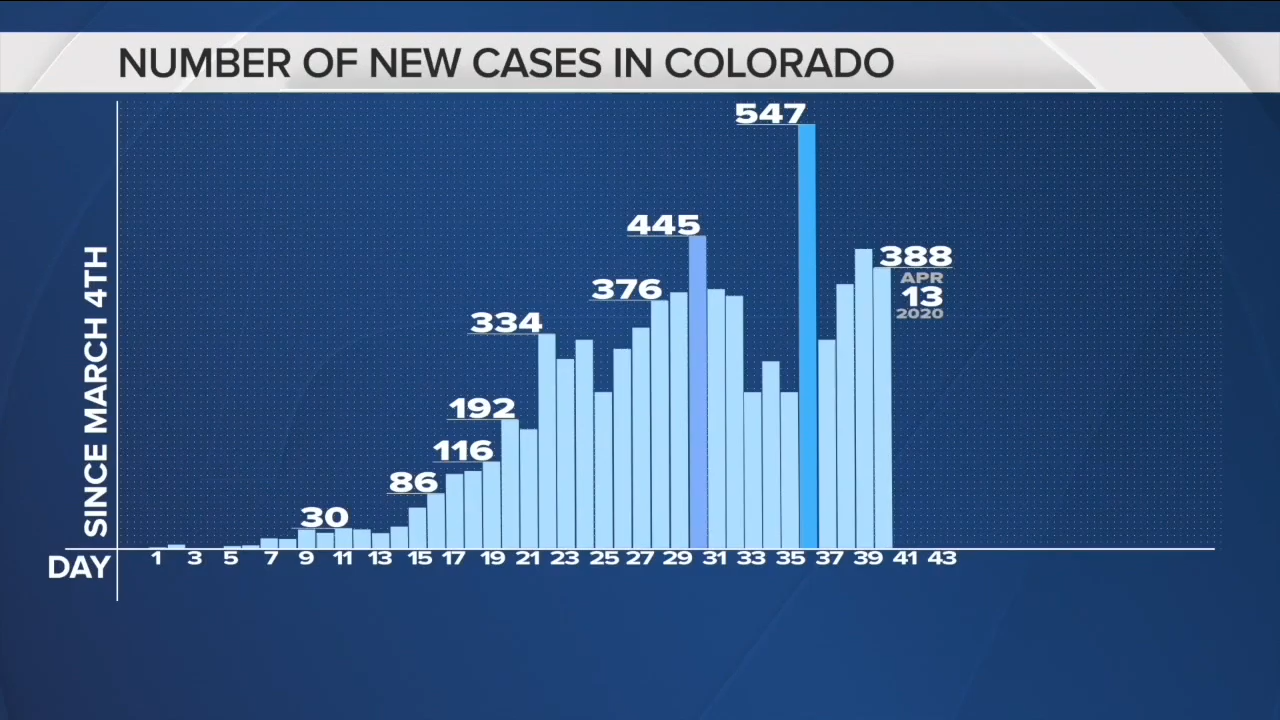 NUMBER OF NEW CASES IN COLORADO
SINCE MARCH 4TH
547
445
388
APR
13
2020
376
334
192
116
86
30
DAY
1 3 5 7 9 11 13 15 17 19 21 23 25 27 29 31 33 35 37 39 41 43